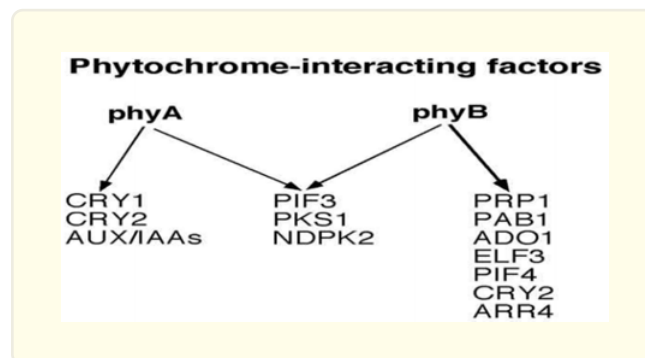 Phytochrome-interacting factors
phyA
phyB
CRY1
CRY2
AUX/IAAs
PIF3
PKS1
NDPK2
PRP1
PAB1
ADO1
ELF3
PIF4
CRY2
ARR4